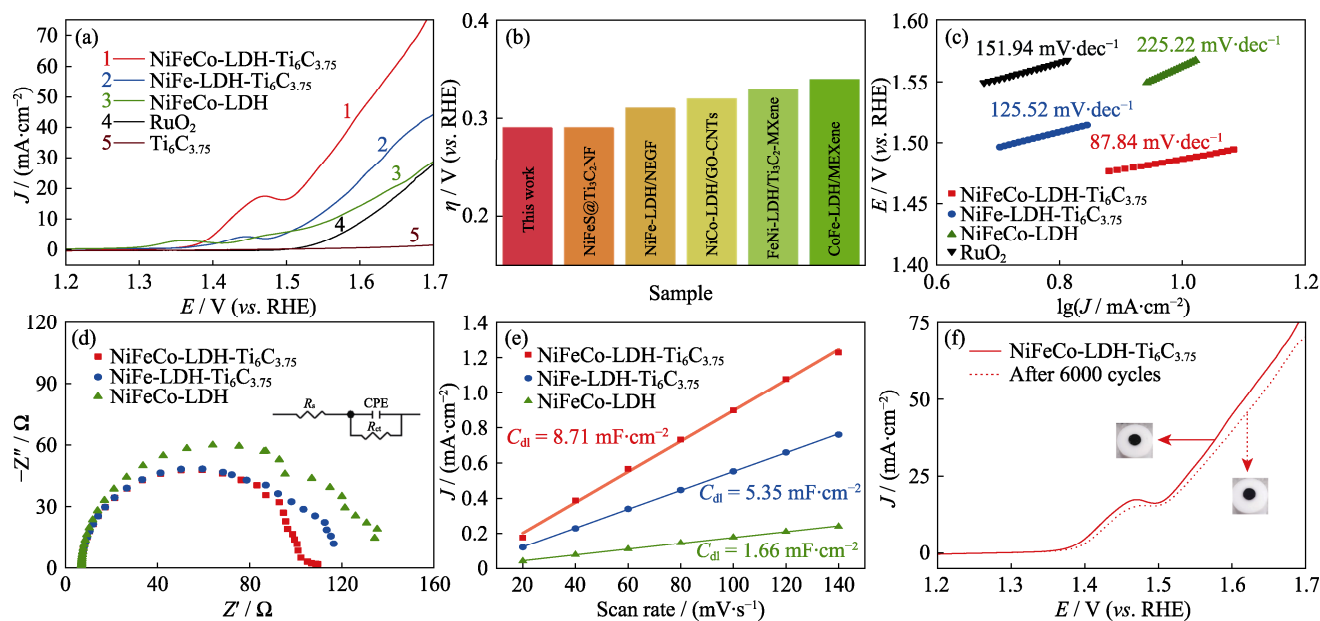 (a)
1 NiFeCo-LDH-Ti₆C₃.₇₅
2 NiFe-LDH-Ti₆C₃.₇₅
3 NiFeCo-LDH
4 RuO₂
5 Ti₆C₃.₇₅
1
2
3
4
5
70
60
50
40
30
20
10
0
J / (mA·cm⁻²)
1.2 1.3 1.4 1.5 1.6 1.7
E / V (vs. RHE)
(b)
0.4
0.3
0.2
η / V (vs. RHE)
This work
NiFeS@Ti₃C₂NF
NiFe-LDH/NEGF
NiCo-LDH/GO-CNTs
FeNi-LDH/Ti₃C₂-MXene
CoFe-LDH/MEXene
Sample
(c)
151.94 mV·dec⁻¹
225.22 mV·dec⁻¹
125.52 mV·dec⁻¹
87.84 mV·dec⁻¹
NiFeCo-LDH-Ti₆C₃.₇₅
NiFe-LDH-Ti₆C₃.₇₅
NiFeCo-LDH
RuO₂
1.60
1.55
1.50
1.45
1.40
E / V (vs. RHE)
0.6 0.8 1.0 1.2
lg(J / mA·cm⁻²)
(d)
NiFeCo-LDH-Ti₆C₃.₇₅
NiFe-LDH-Ti₆C₃.₇₅
NiFeCo-LDH
Rₛ
CPE
R_ct
120
90
60
30
0
−Z″ / Ω
0 40 80 120 160
Z′ / Ω
(e)
NiFeCo-LDH-Ti₆C₃.₇₅
NiFe-LDH-Ti₆C₃.₇₅
NiFeCo-LDH
C_dl = 8.71 mF·cm⁻²
C_dl = 5.35 mF·cm⁻²
C_dl = 1.66 mF·cm⁻²
1.4
1.2
1.0
0.8
0.6
0.4
0.2
0
J / (mA·cm⁻²)
20 40 60 80 100 120 140
Scan rate / (mV·s⁻¹)
(f)
NiFeCo-LDH-Ti₆C₃.₇₅
After 6000 cycles
75
50
25
0
J / (mA·cm⁻²)
1.2 1.3 1.4 1.5 1.6 1.7
E / V (vs. RHE)